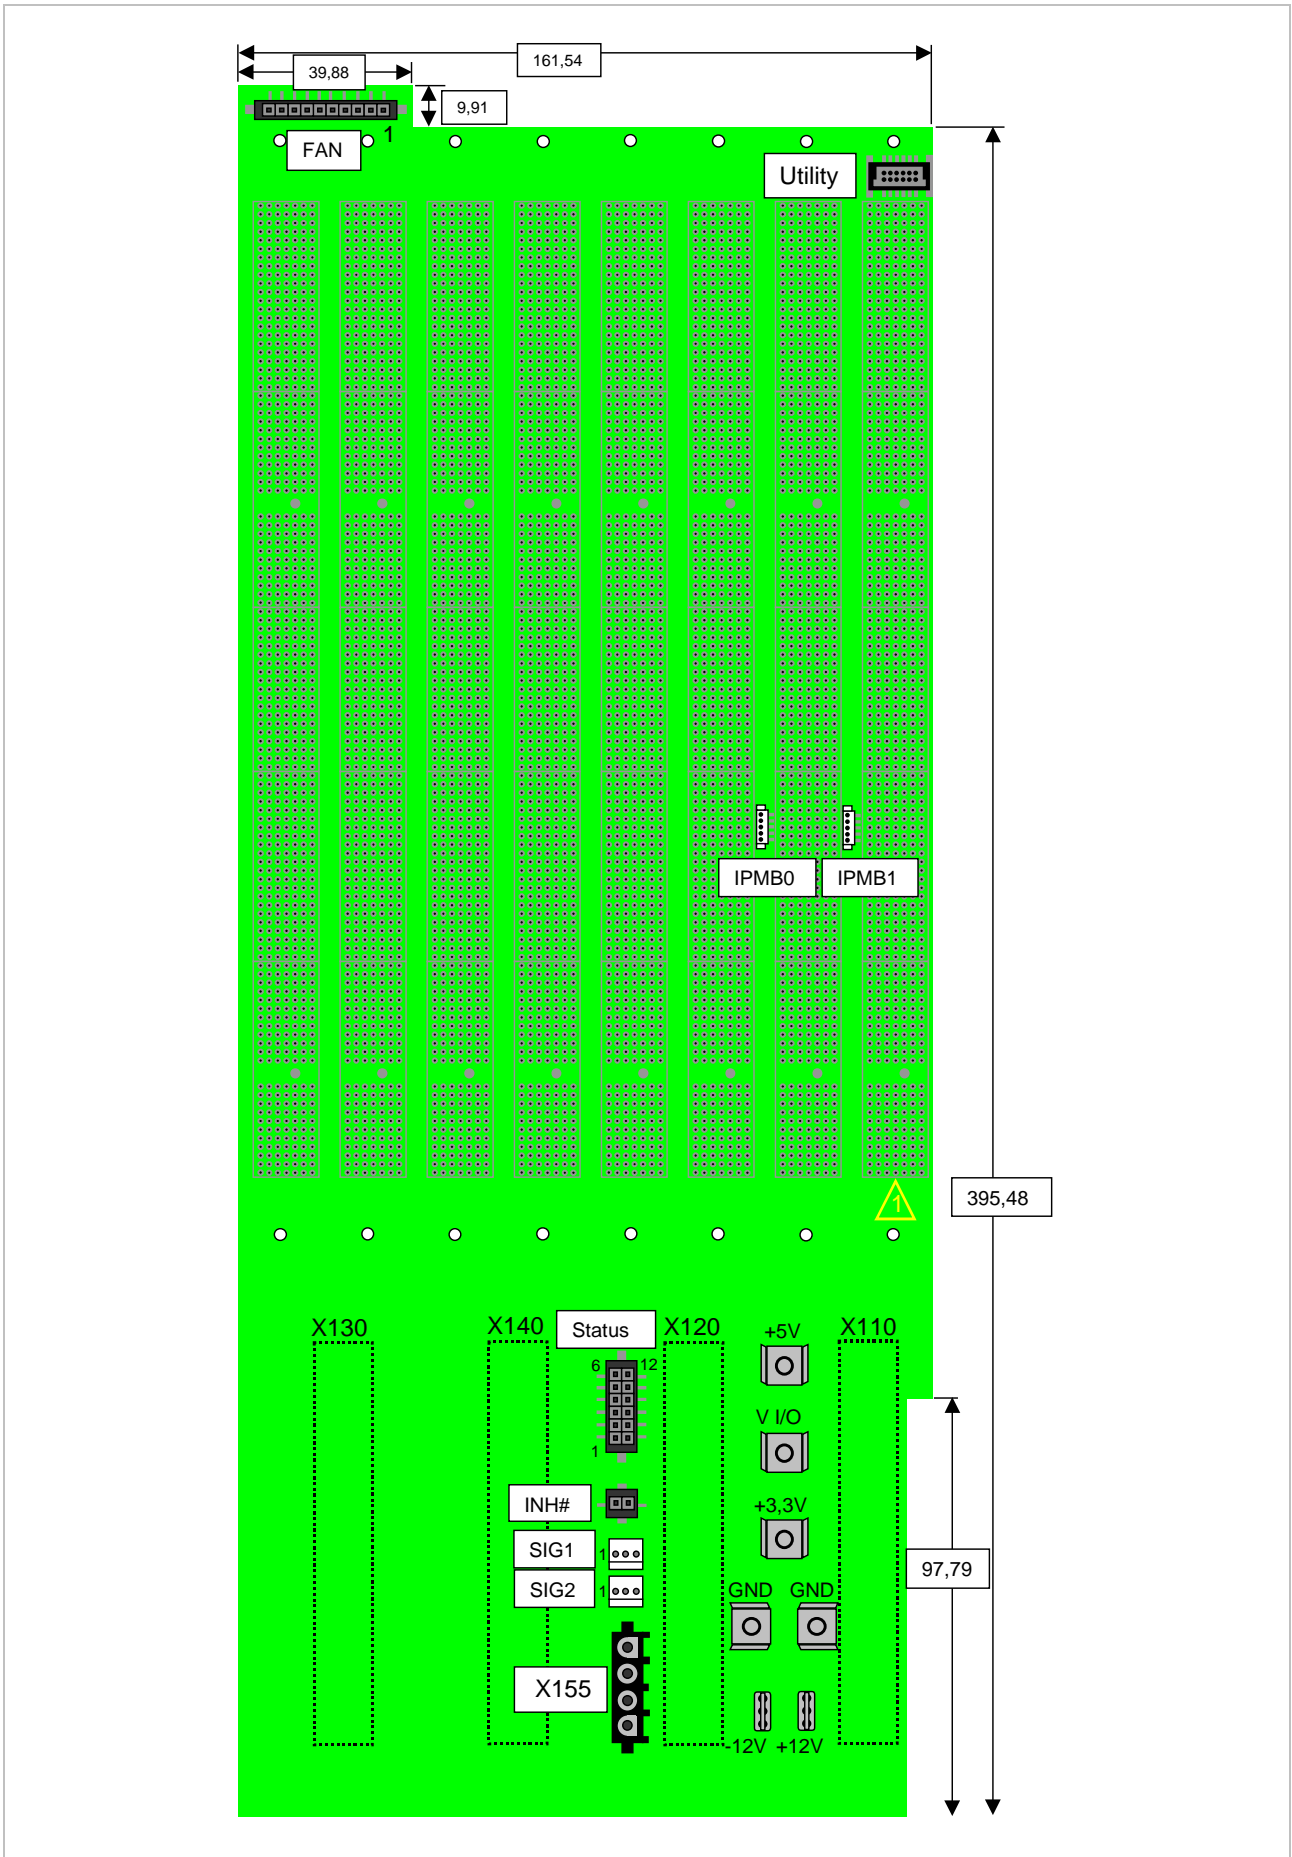 161,54
39,88
9,91
1
FAN
Utility
IPMB0 IPMB1
1
395,48
X130 X140 Status X120 +5V X110
6 12
V I/O
1
INH# +3,3V
SIG1 1
97,79
SIG2 1 GND GND
X155
-12V +12V